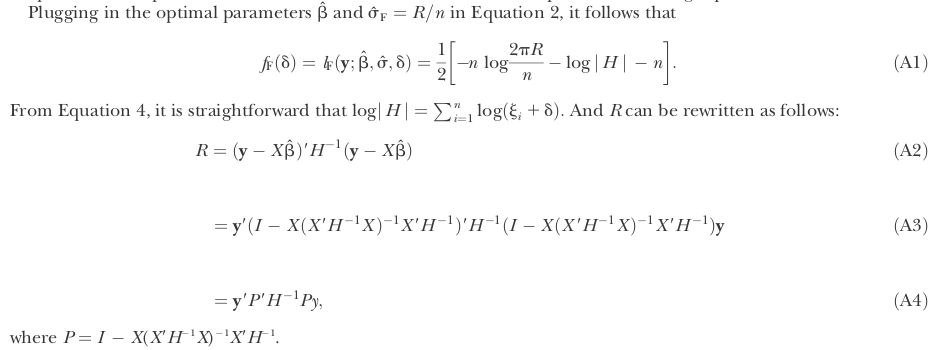 Plugging in the optimal parameters β̂ and σ̂_F = R/n in Equation 2, it follows that
f_F(δ) = l_F(y; β̂, σ̂, δ) = 1/2[−n log 2πR/n − log|H| − n]. (A1)
From Equation 4, it is straightforward that log|H| = ∑_{i=1}^{n} log(ξ_i + δ). And R can be rewritten as follows:
R = (y − Xβ̂)′H^{−1}(y − Xβ̂) (A2)
= y′(I − X(X′H^{−1}X)^{−1}X′H^{−1})′H^{−1}(I − X(X′H^{−1}X)^{−1}X′H^{−1})y (A3)
= y′P′H^{−1}Py, (A4)
where P = I − X(X′H^{−1}X)^{−1}X′H^{−1}.